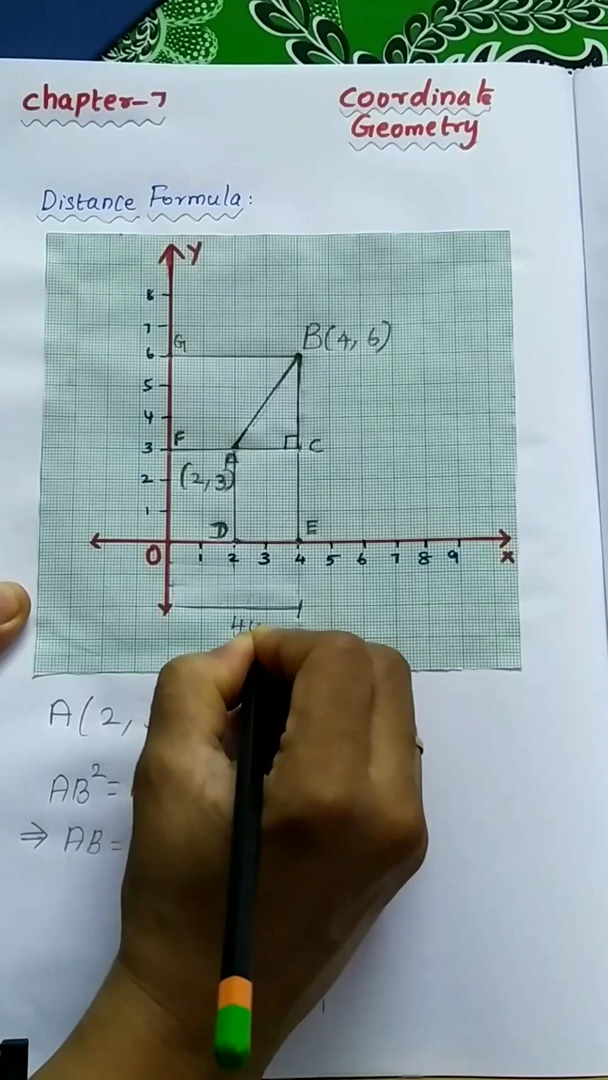 chapter-7
Coordinate
Geometry
Distance Formula:
Y
8
7
G
6
B(4, 6)
5
4
F
3
A
C
2
(2,3)
1
D
E
O
1 2 3 4 5 6 7 8 9
x
A(2,
AB²=
⇒ AB =